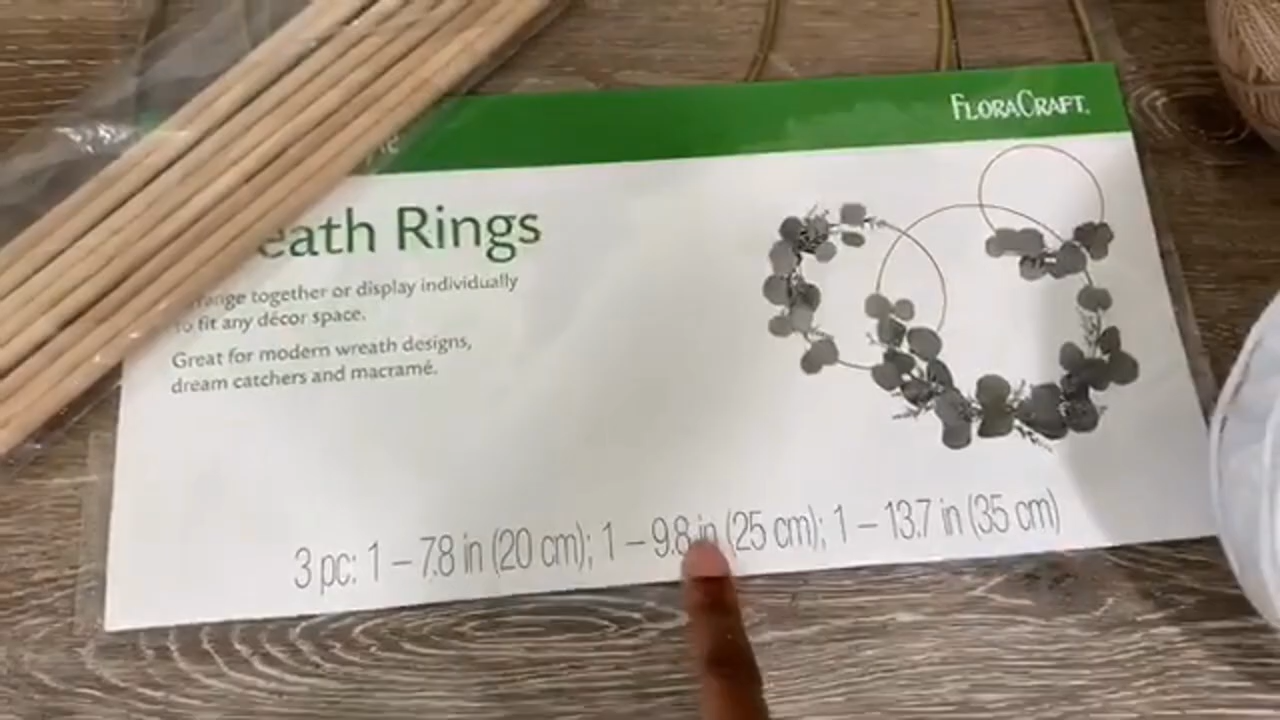 FLORACRAFT.
Rings
together or display individually
to fit any décor space.
Great for modern wreath designs,
dream catchers and macramé.
3 pc: 1 – 7.8 in (20 cm); 1 – 9.8 in (25 cm); 1 – 13.7 in (35 cm)